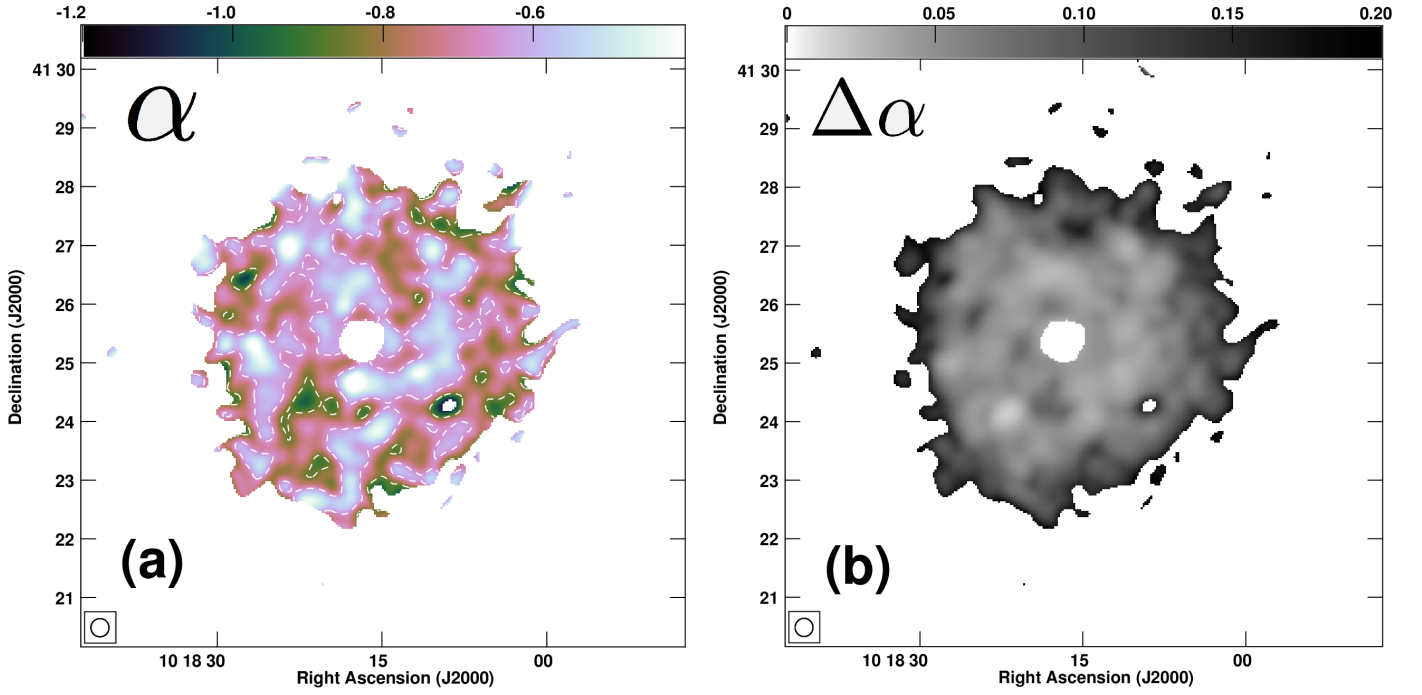 -1.2 -1.0 -0.8 -0.6
α
41 30
29
28
27
26
25
24
23
22
21
Declination (J2000)
(a)
10 18 30 15 00
Right Ascension (J2000)
0 0.05 0.10 0.15 0.20
Δα
41 30
29
28
27
26
25
24
23
22
21
Declination (J2000)
(b)
10 18 30 15 00
Right Ascension (J2000)